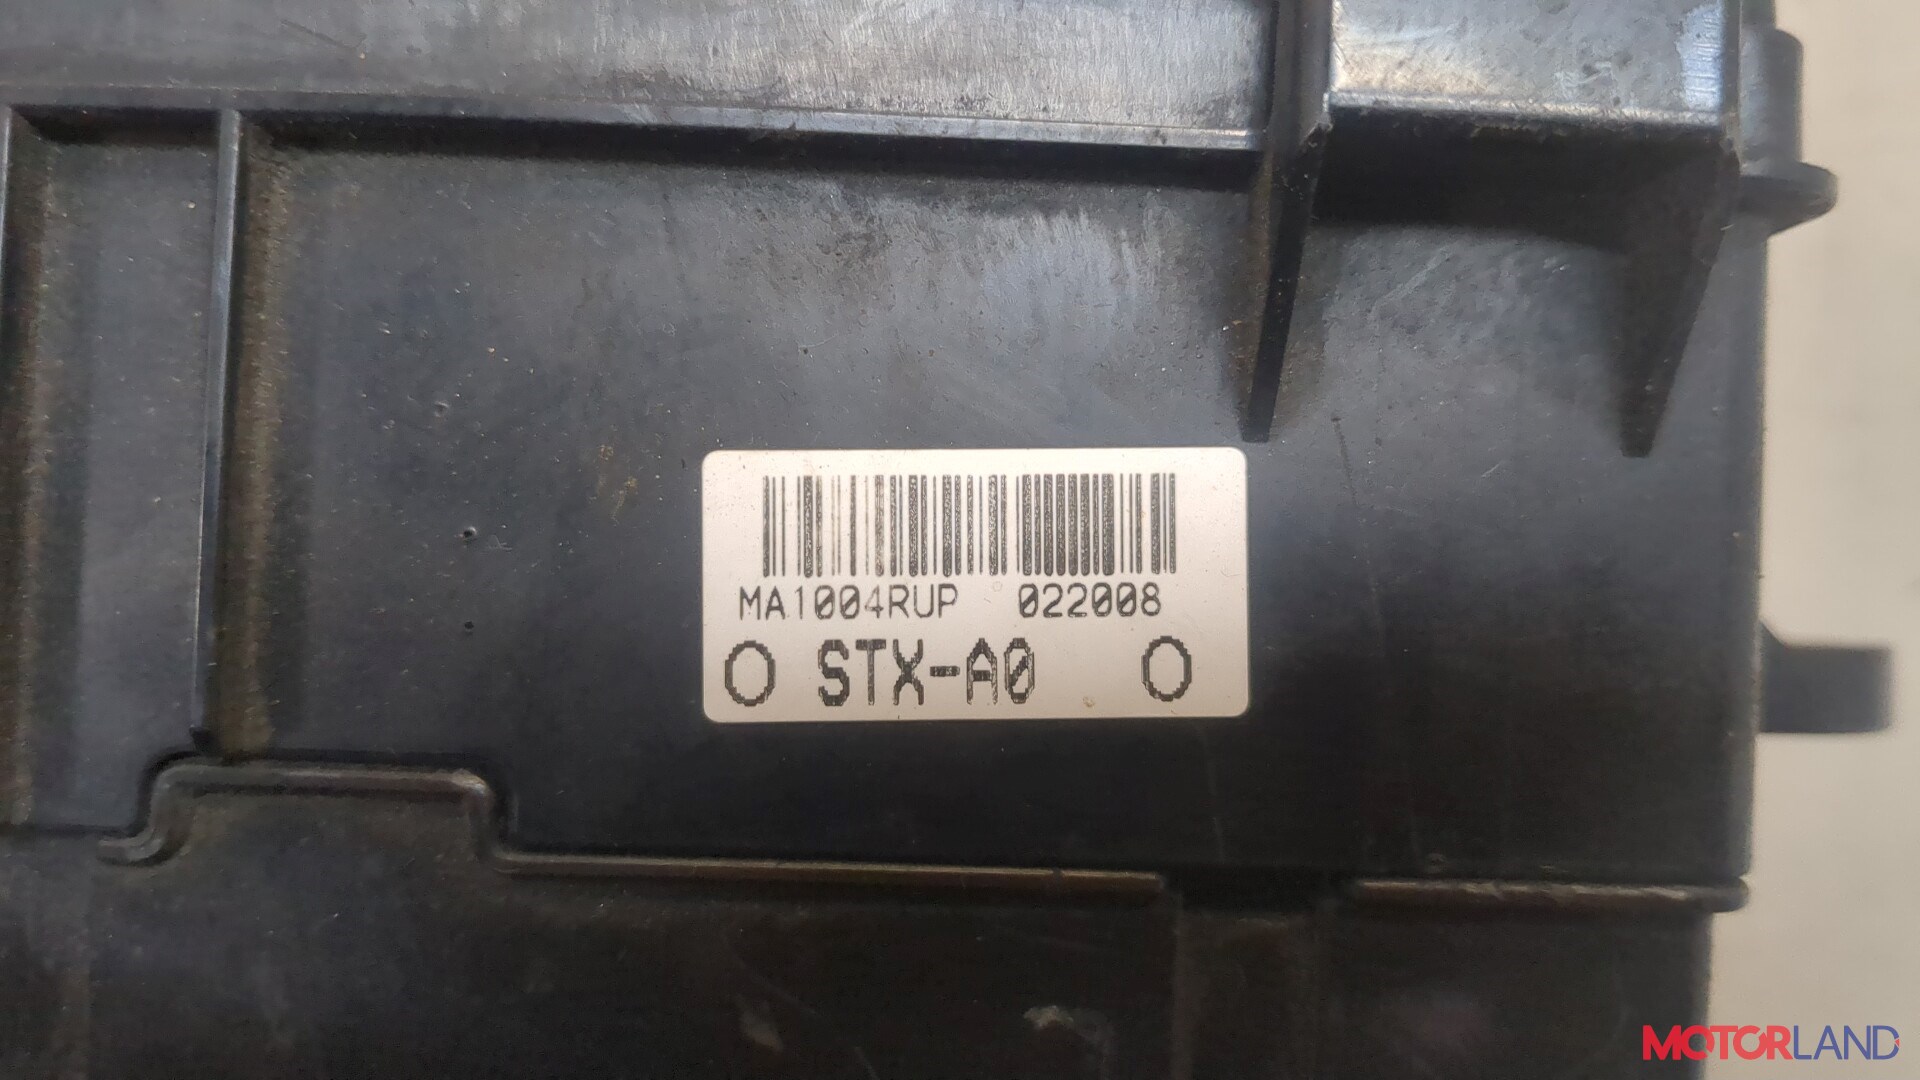 MA1004RUP 022008
O STX-A0 O
MOTORLAND